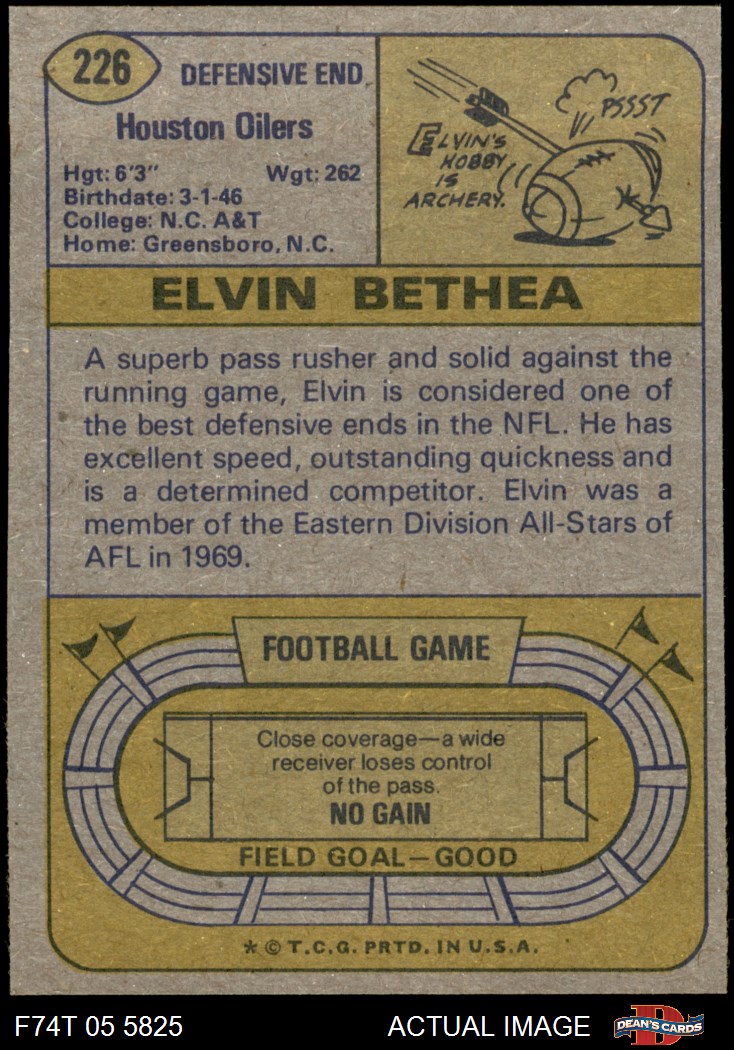 226
DEFENSIVE END
Houston Oilers
Hgt: 6'3" Wgt: 262
Birthdate: 3-1-46
College: N.C. A&T
Home: Greensboro, N.C.
PSSST
ELVIN'S
HOBBY
IS
ARCHERY.
ELVIN BETHEA
A superb pass rusher and solid against the
running game, Elvin is considered one of
the best defensive ends in the NFL. He has
excellent speed, outstanding quickness and
is a determined competitor. Elvin was a
member of the Eastern Division All-Stars of
AFL in 1969.
FOOTBALL GAME
Close coverage—a wide
receiver loses control
of the pass.
NO GAIN
FIELD GOAL—GOOD
* © T.C.G. PRTD. IN U.S.A.
F74T 05 5825 ACTUAL IMAGE
D
DEAN'S CARDS